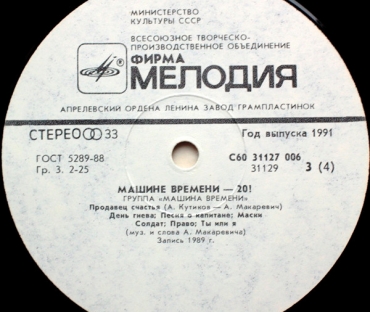 МИНИСТЕРСТВО
КУЛЬТУРЫ СССР
ВСЕСОЮЗНОЕ ТВОРЧЕСКО-
ПРОИЗВОДСТВЕННОЕ ОБЪЕДИНЕНИЕ
ФИРМА
МЕЛОДИЯ
АПРЕЛЕВСКИЙ ОРДЕНА ЛЕНИНА ЗАВОД ГРАМПЛАСТИНОК
СТЕРЕО 33
Год выпуска 1991
ГОСТ 5289-88
Гр. 3. 2-25
С60 31127 006
31129 3 (4)
МАШИНЕ ВРЕМЕНИ — 20!
ГРУППА «МАШИНА ВРЕМЕНИ»
Продавец счастья (А. Кутиков — А. Макаревич)
День гнева; Песня о капитане; Маски
Солдат; Право; Ты или я
(муз. и слова А. Макаревича)
Запись 1989 г.